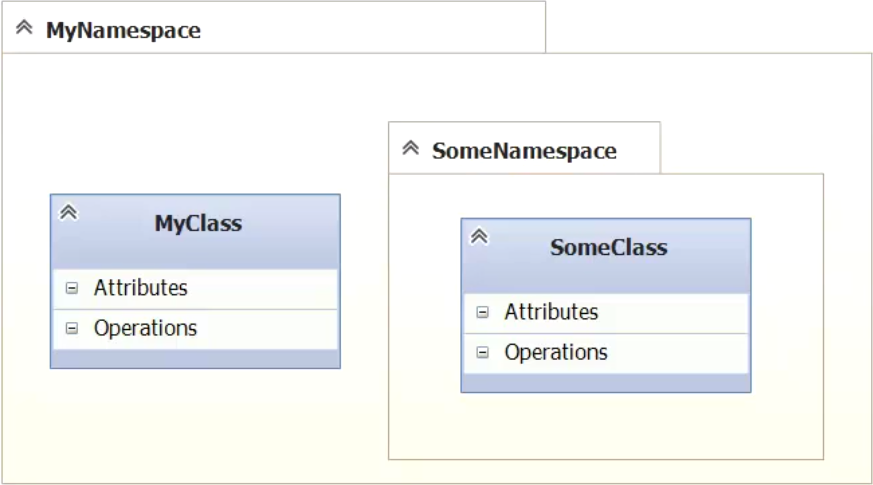 MyNamespace
SomeNamespace
MyClass
Attributes
Operations
SomeClass
Attributes
Operations